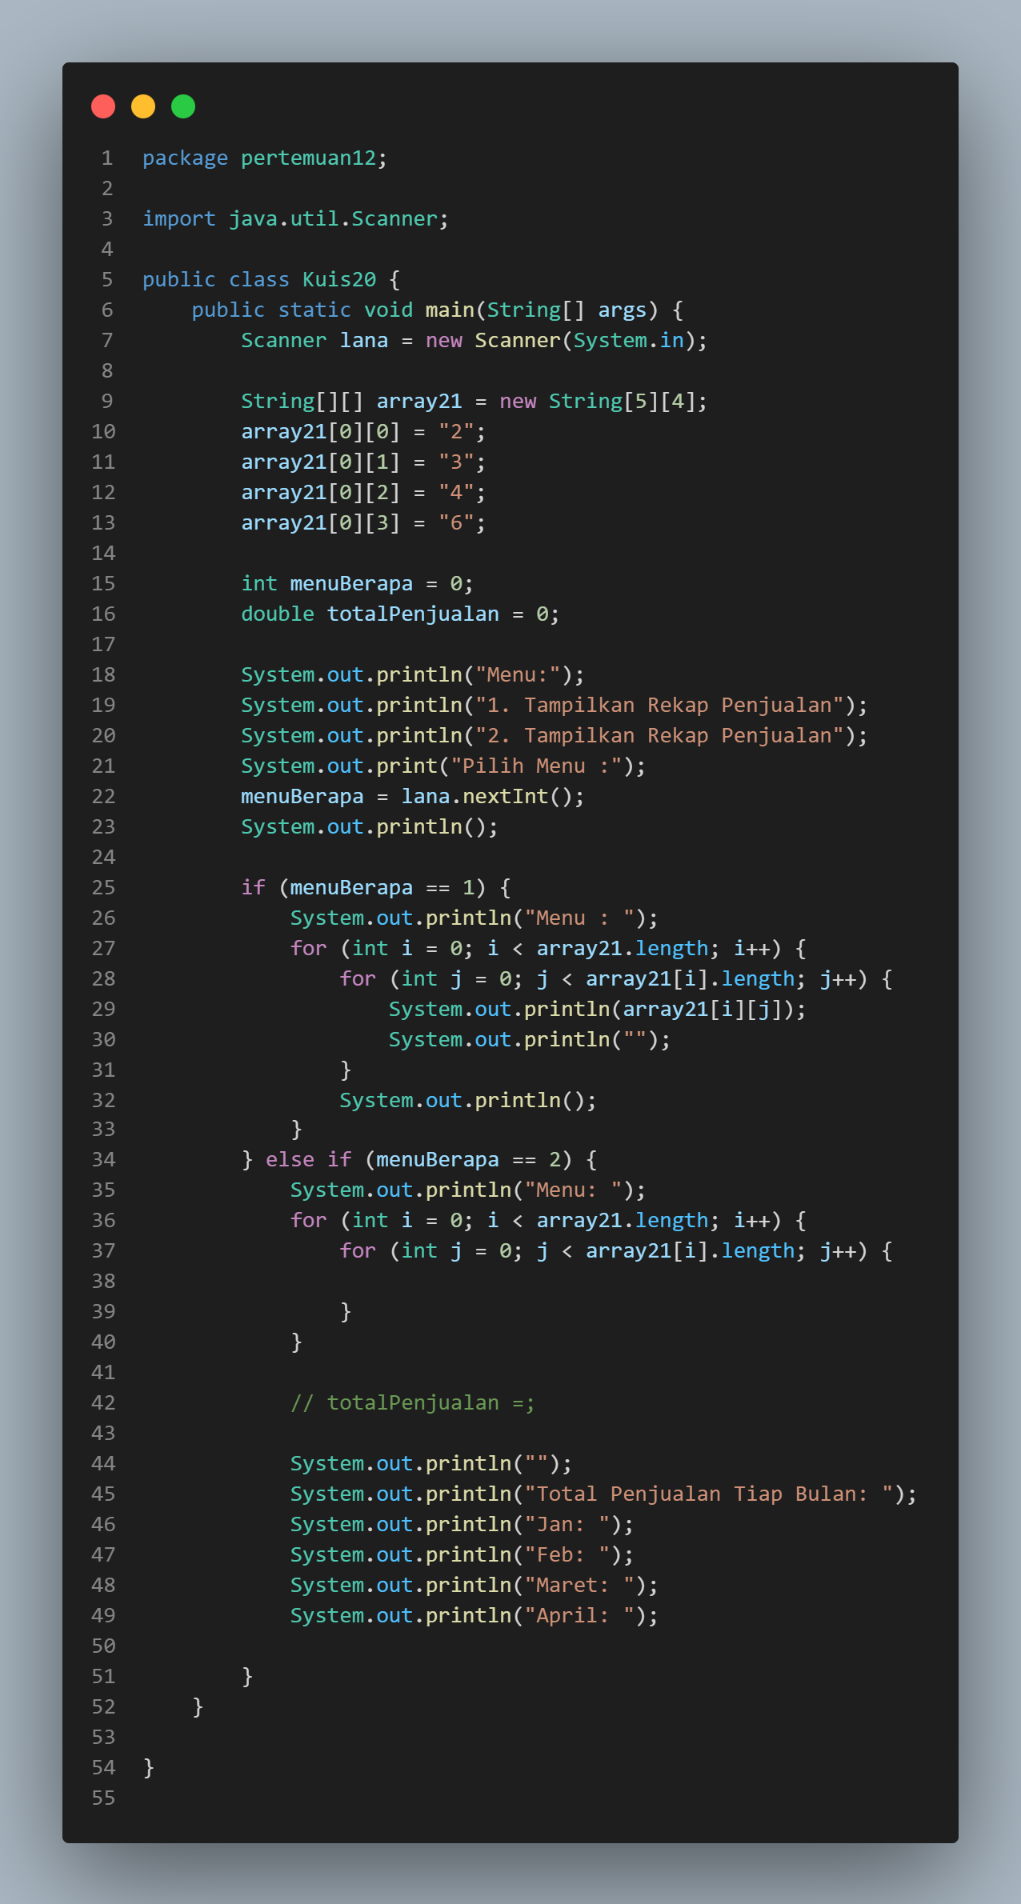 1 package pertemuan12;
2
3 import java.util.Scanner;
4
5 public class Kuis20 {
6     public static void main(String[] args) {
7         Scanner lana = new Scanner(System.in);
8
9         String[][] array21 = new String[5][4];
10         array21[0][0] = "2";
11         array21[0][1] = "3";
12         array21[0][2] = "4";
13         array21[0][3] = "6";
14
15         int menuBerapa = 0;
16         double totalPenjualan = 0;
17
18         System.out.println("Menu:");
19         System.out.println("1. Tampilkan Rekap Penjualan");
20         System.out.println("2. Tampilkan Rekap Penjualan");
21         System.out.print("Pilih Menu :");
22         menuBerapa = lana.nextInt();
23         System.out.println();
24
25         if (menuBerapa == 1) {
26             System.out.println("Menu : ");
27             for (int i = 0; i < array21.length; i++) {
28                 for (int j = 0; j < array21[i].length; j++) {
29                     System.out.println(array21[i][j]);
30                     System.out.println("");
31                 }
32                 System.out.println();
33             }
34         } else if (menuBerapa == 2) {
35             System.out.println("Menu: ");
36             for (int i = 0; i < array21.length; i++) {
37                 for (int j = 0; j < array21[i].length; j++) {
38
39                 }
40             }
41
42             // totalPenjualan =;
43
44             System.out.println("");
45             System.out.println("Total Penjualan Tiap Bulan: ");
46             System.out.println("Jan: ");
47             System.out.println("Feb: ");
48             System.out.println("Maret: ");
49             System.out.println("April: ");
50
51         }
52     }
53
54 }
55